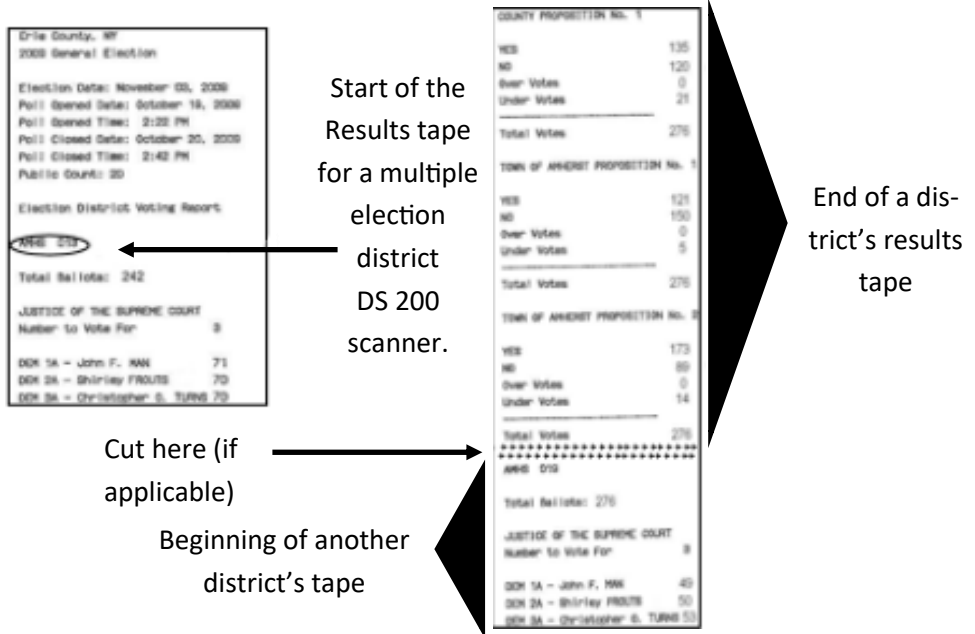 Erie County, NY
2009 General Election
Election Date: November 03, 2009
Poll Opened Date: October 19, 2009
Poll Opened Time: 2:22 PM
Poll Closed Date: October 20, 2009
Poll Closed Time: 2:42 PM
Public Count: 20
Election District Voting Report
AMHS
Total Ballots: 242
JUSTICE OF THE SUPREME COURT
Number to Vote For 3
DEM 1A - John F. MAN 71
DEM 2A - Shirley FROUTS 70
DEM 3A - Christopher O. TURNS 70
Start of the
Results tape
for a multiple
election
district
DS 200
scanner.
Cut here (if
applicable)
Beginning of another
district’s tape
COUNTY PROPOSITION No. 1
YES 135
NO 120
Over Votes 0
Under Votes 21
Total Votes 276
TOWN OF AMHERST PROPOSITION No. 1
YES 121
NO 150
Over Votes 0
Under Votes 5
Total Votes 276
TOWN OF AMHERST PROPOSITION No. 2
YES 173
NO 89
Over Votes 0
Under Votes 14
Total Votes 276
AMHS D19
Total Ballots: 276
JUSTICE OF THE SUPREME COURT
Number to Vote For 3
DEM 1A - John F. MAN 49
DEM 2A - Shirley FROUTS 50
DEM 3A - Christopher O. TURNS 53
End of a dis-
trict’s results
tape